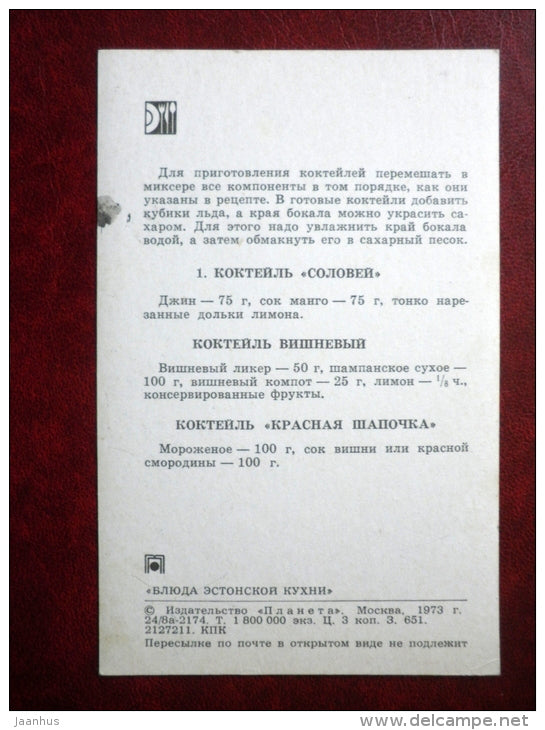 Для приготовления коктейлей перемешать в
миксере все компоненты в том порядке, как они
указаны в рецепте. В готовые коктейли добавить
кубики льда, а края бокала можно украсить са-
харом. Для этого надо увлажнить край бокала
водой, а затем обмакнуть его в сахарный песок.
1. КОКТЕЙЛЬ «СОЛОВЕЙ»
Джин — 75 г, сок манго — 75 г, тонко наре-
занные дольки лимона.
КОКТЕЙЛЬ ВИШНЕВЫЙ
Вишневый ликер — 50 г, шампанское сухое —
100 г, вишневый компот — 25 г, лимон — 1/8 ч.,
консервированные фрукты.
КОКТЕЙЛЬ «КРАСНАЯ ШАПОЧКА»
Мороженое — 100 г, сок вишни или красной
смородины — 100 г.
«БЛЮДА ЭСТОНСКОЙ КУХНИ»
© Издательство «Планета», Москва, 1973 г.
24/8а-2174. Т. 1 800 000 экз. Ц. 3 коп. З. 651.
2127211. КПК
Пересылке по почте в открытом виде не подлежит
jaanhus
www.delcampe.net